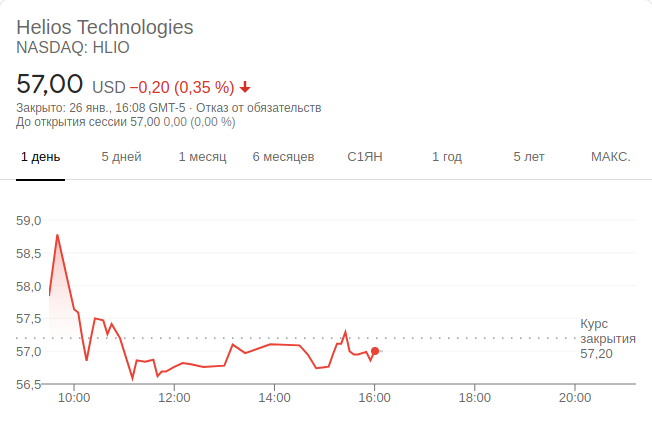 Helios Technologies
NASDAQ: HLIO
57,00 USD −0,20 (0,35 %)
Закрыто: 26 янв., 16:08 GMT-5 · Отказ от обязательств
До открытия сессии 57,00 0,00 (0,00 %)
1 день 5 дней 1 месяц 6 месяцев С1ЯН 1 год 5 лет МАКС.
59,0
58,5
58,0
57,5
57,0
56,5
Курс
закрытия
57,20
10:00 12:00 14:00 16:00 18:00 20:00